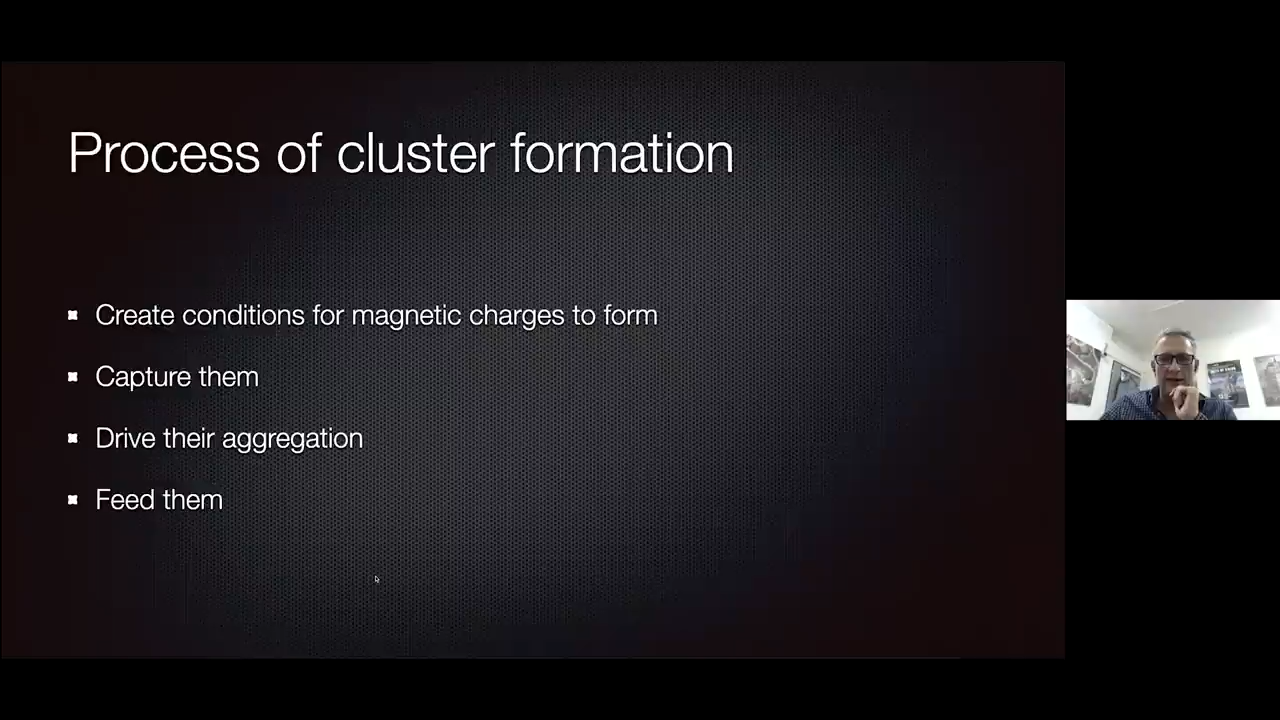 Process of cluster formation
Create conditions for magnetic charges to form
Capture them
Drive their aggregation
Feed them